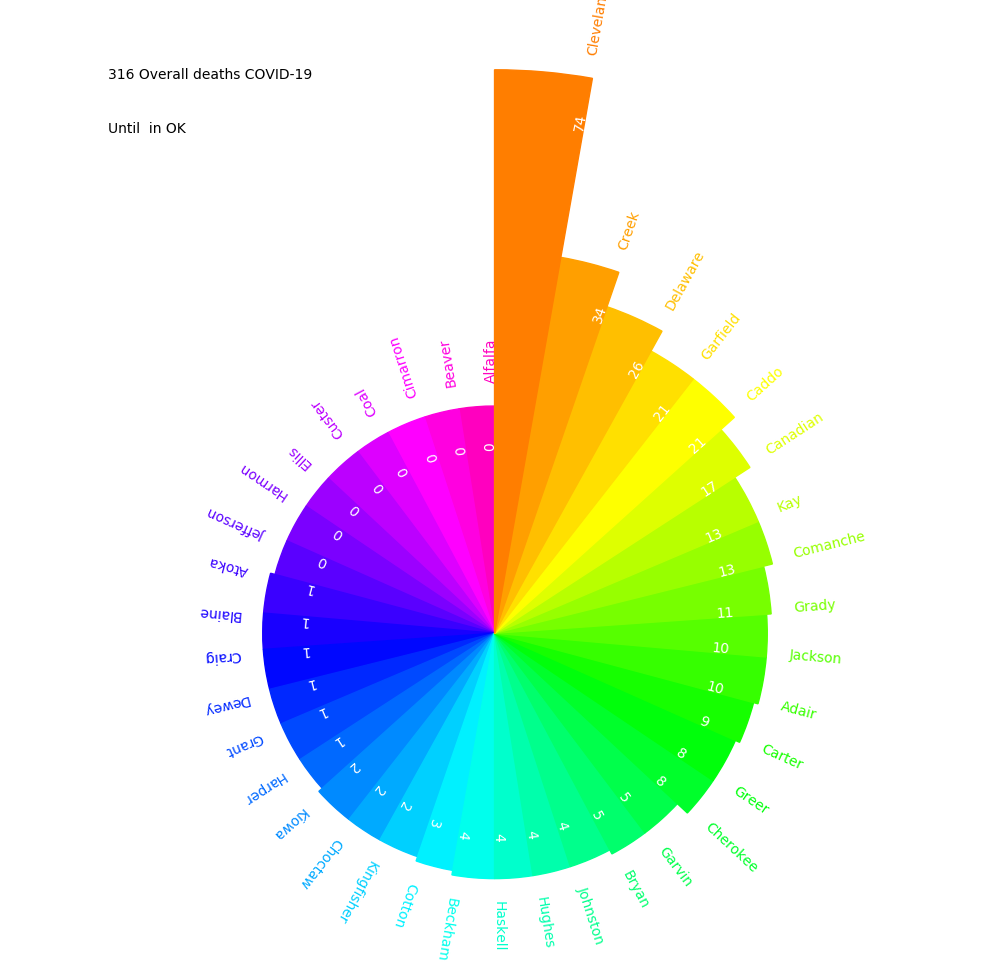 316 Overall deaths COVID-19
Until  in OK
Clevelan
74
Creek
34
Delaware
26
Garfield
21
Caddo
21
Canadian
17
Kay
13
Comanche
13
Grady
11
Jackson
10
Adair
10
Carter
9
Greer
8
Cherokee
8
Garvin
5
Bryan
5
Johnston
4
Hughes
4
Haskell
4
Beckham
4
Cotton
3
Kingfisher
2
Choctaw
2
Kiowa
2
Harper
1
Grant
1
Dewey
1
Craig
1
Blaine
1
Atoka
1
Jefferson
0
Harmon
0
Ellis
0
Custer
0
Coal
0
Cimarron
0
Beaver
0
Alfalfa
0